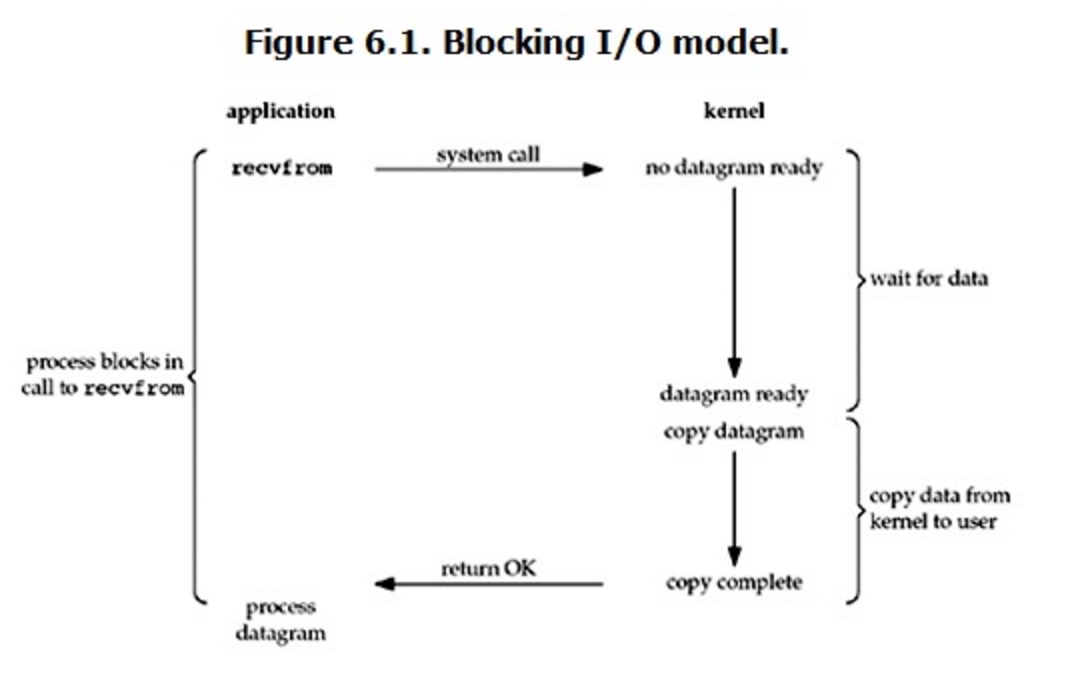 Figure 6.1. Blocking I/O model.
application
kernel
recvfrom
system call
no datagram ready
wait for data
process blocks in
call to recvfrom
datagram ready
copy datagram
copy data from
kernel to user
return OK
copy complete
process
datagram